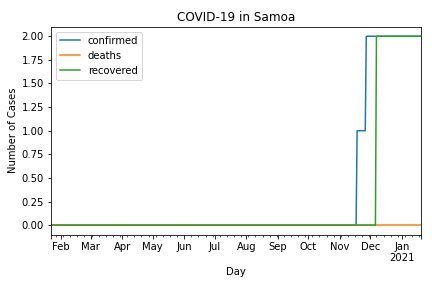 COVID-19 in Samoa
confirmed
deaths
recovered
Number of Cases
2.00
1.75
1.50
1.25
1.00
0.75
0.50
0.25
0.00
Feb Mar Apr May Jun Jul Aug Sep Oct Nov Dec Jan
2021
Day